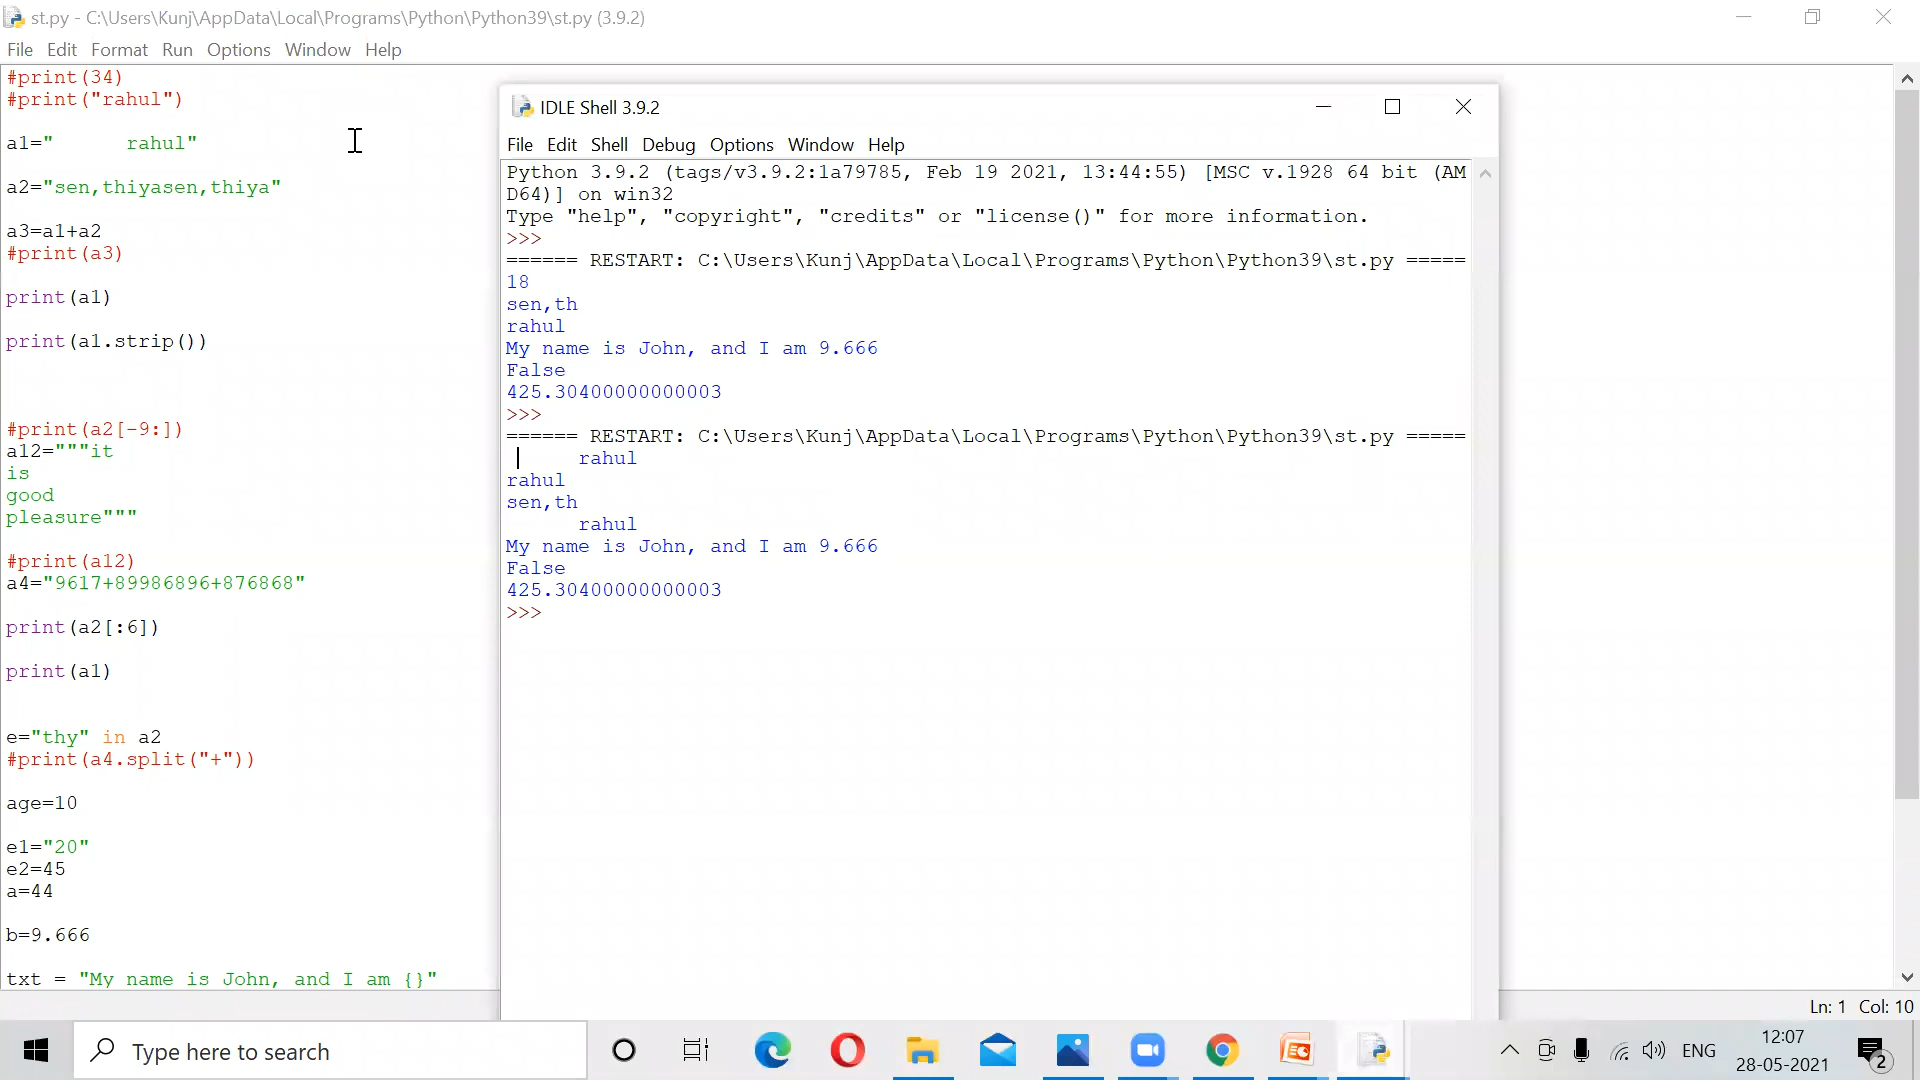 st.py - C:\Users\Kunj\AppData\Local\Programs\Python\Python39\st.py (3.9.2)
File Edit Format Run Options Window Help
#print(34)
#print("rahul")
a1="      rahul"
a2="sen,thiyasen,thiya"
a3=a1+a2
#print(a3)
print(a1)
print(a1.strip())
#print(a2[-9:])
a12="""it
is
good
pleasure"""
#print(a12)
a4="9617+89986896+876868"
print(a2[:6])
print(a1)
e="thy" in a2
#print(a4.split("+"))
age=10
e1="20"
e2=45
a=44
b=9.666
txt = "My name is John, and I am {}"
IDLE Shell 3.9.2
File Edit Shell Debug Options Window Help
Python 3.9.2 (tags/v3.9.2:1a79785, Feb 19 2021, 13:44:55) [MSC v.1928 64 bit (AM
D64)] on win32
Type "help", "copyright", "credits" or "license()" for more information.
>>>
====== RESTART: C:\Users\Kunj\AppData\Local\Programs\Python\Python39\st.py =====
18
sen,th
rahul
My name is John, and I am 9.666
False
425.30400000000003
>>>
====== RESTART: C:\Users\Kunj\AppData\Local\Programs\Python\Python39\st.py =====
      rahul
rahul
sen,th
      rahul
My name is John, and I am 9.666
False
425.30400000000003
>>>
Ln: 1 Col: 10
Type here to search
ENG
12:07
28-05-2021
2